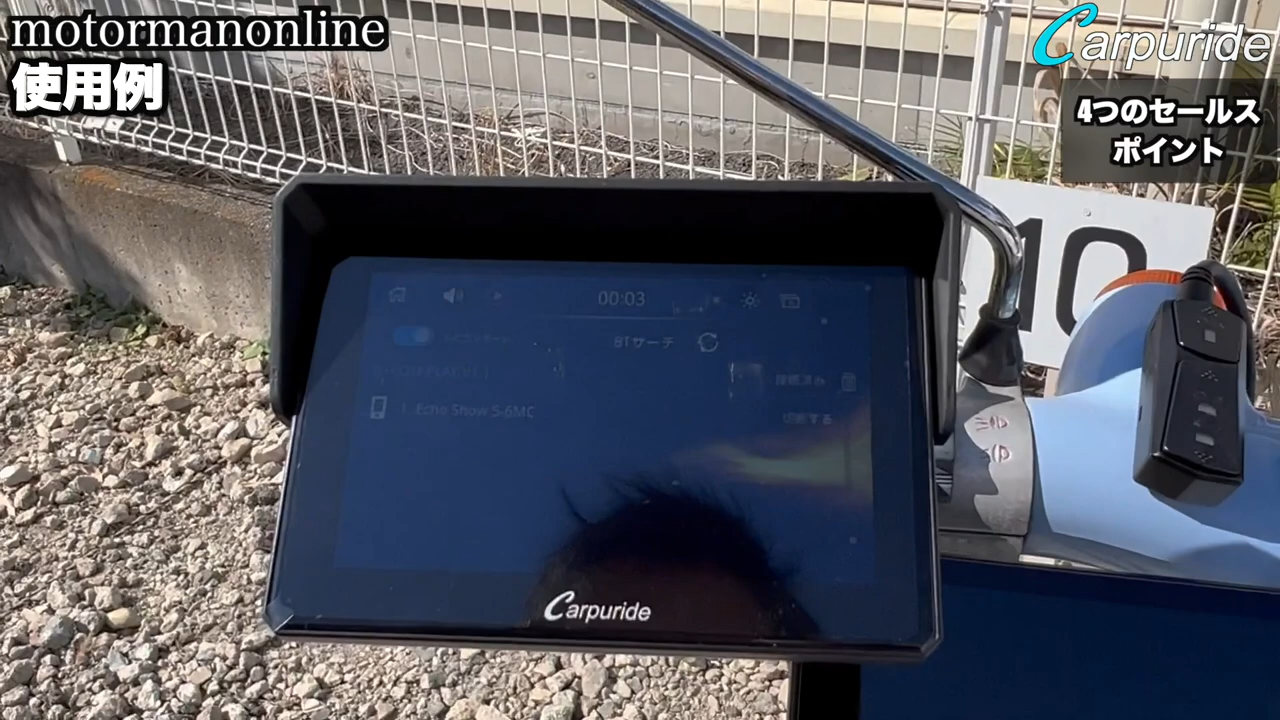 motormanonline
使用例
Carpuride
4つのセールス
ポイント
10
00:03
BTサーチ
接続済み
1. Echo Show 5-6MC
切断する
Carpuride